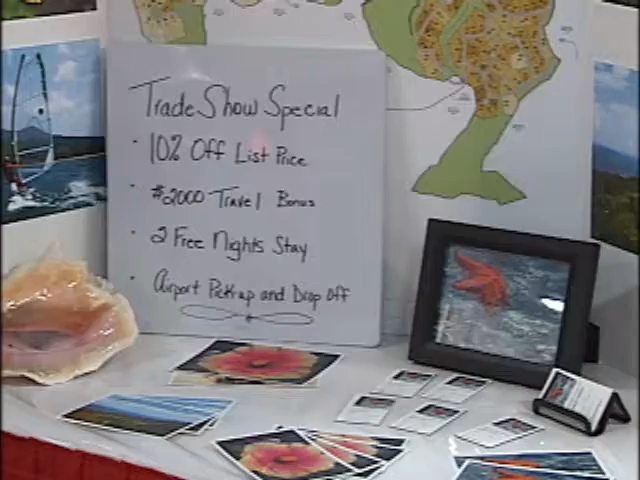 Trade Show Special
· 10% Off List Price
· $2000 Travel Bonus
· 2 Free Nights Stay
· Airport Pickup and Drop Off